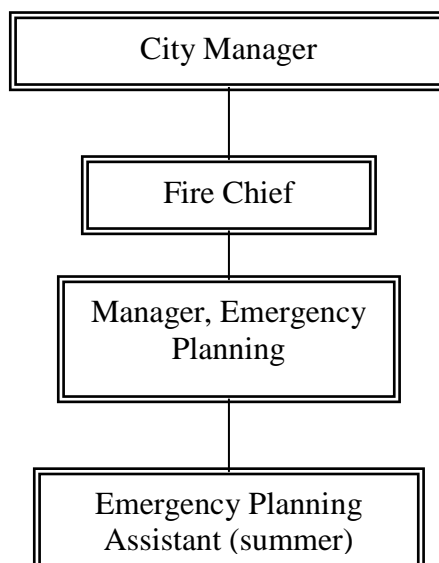 City Manager
Fire Chief
Manager, Emergency
Planning
Emergency Planning
Assistant (summer)